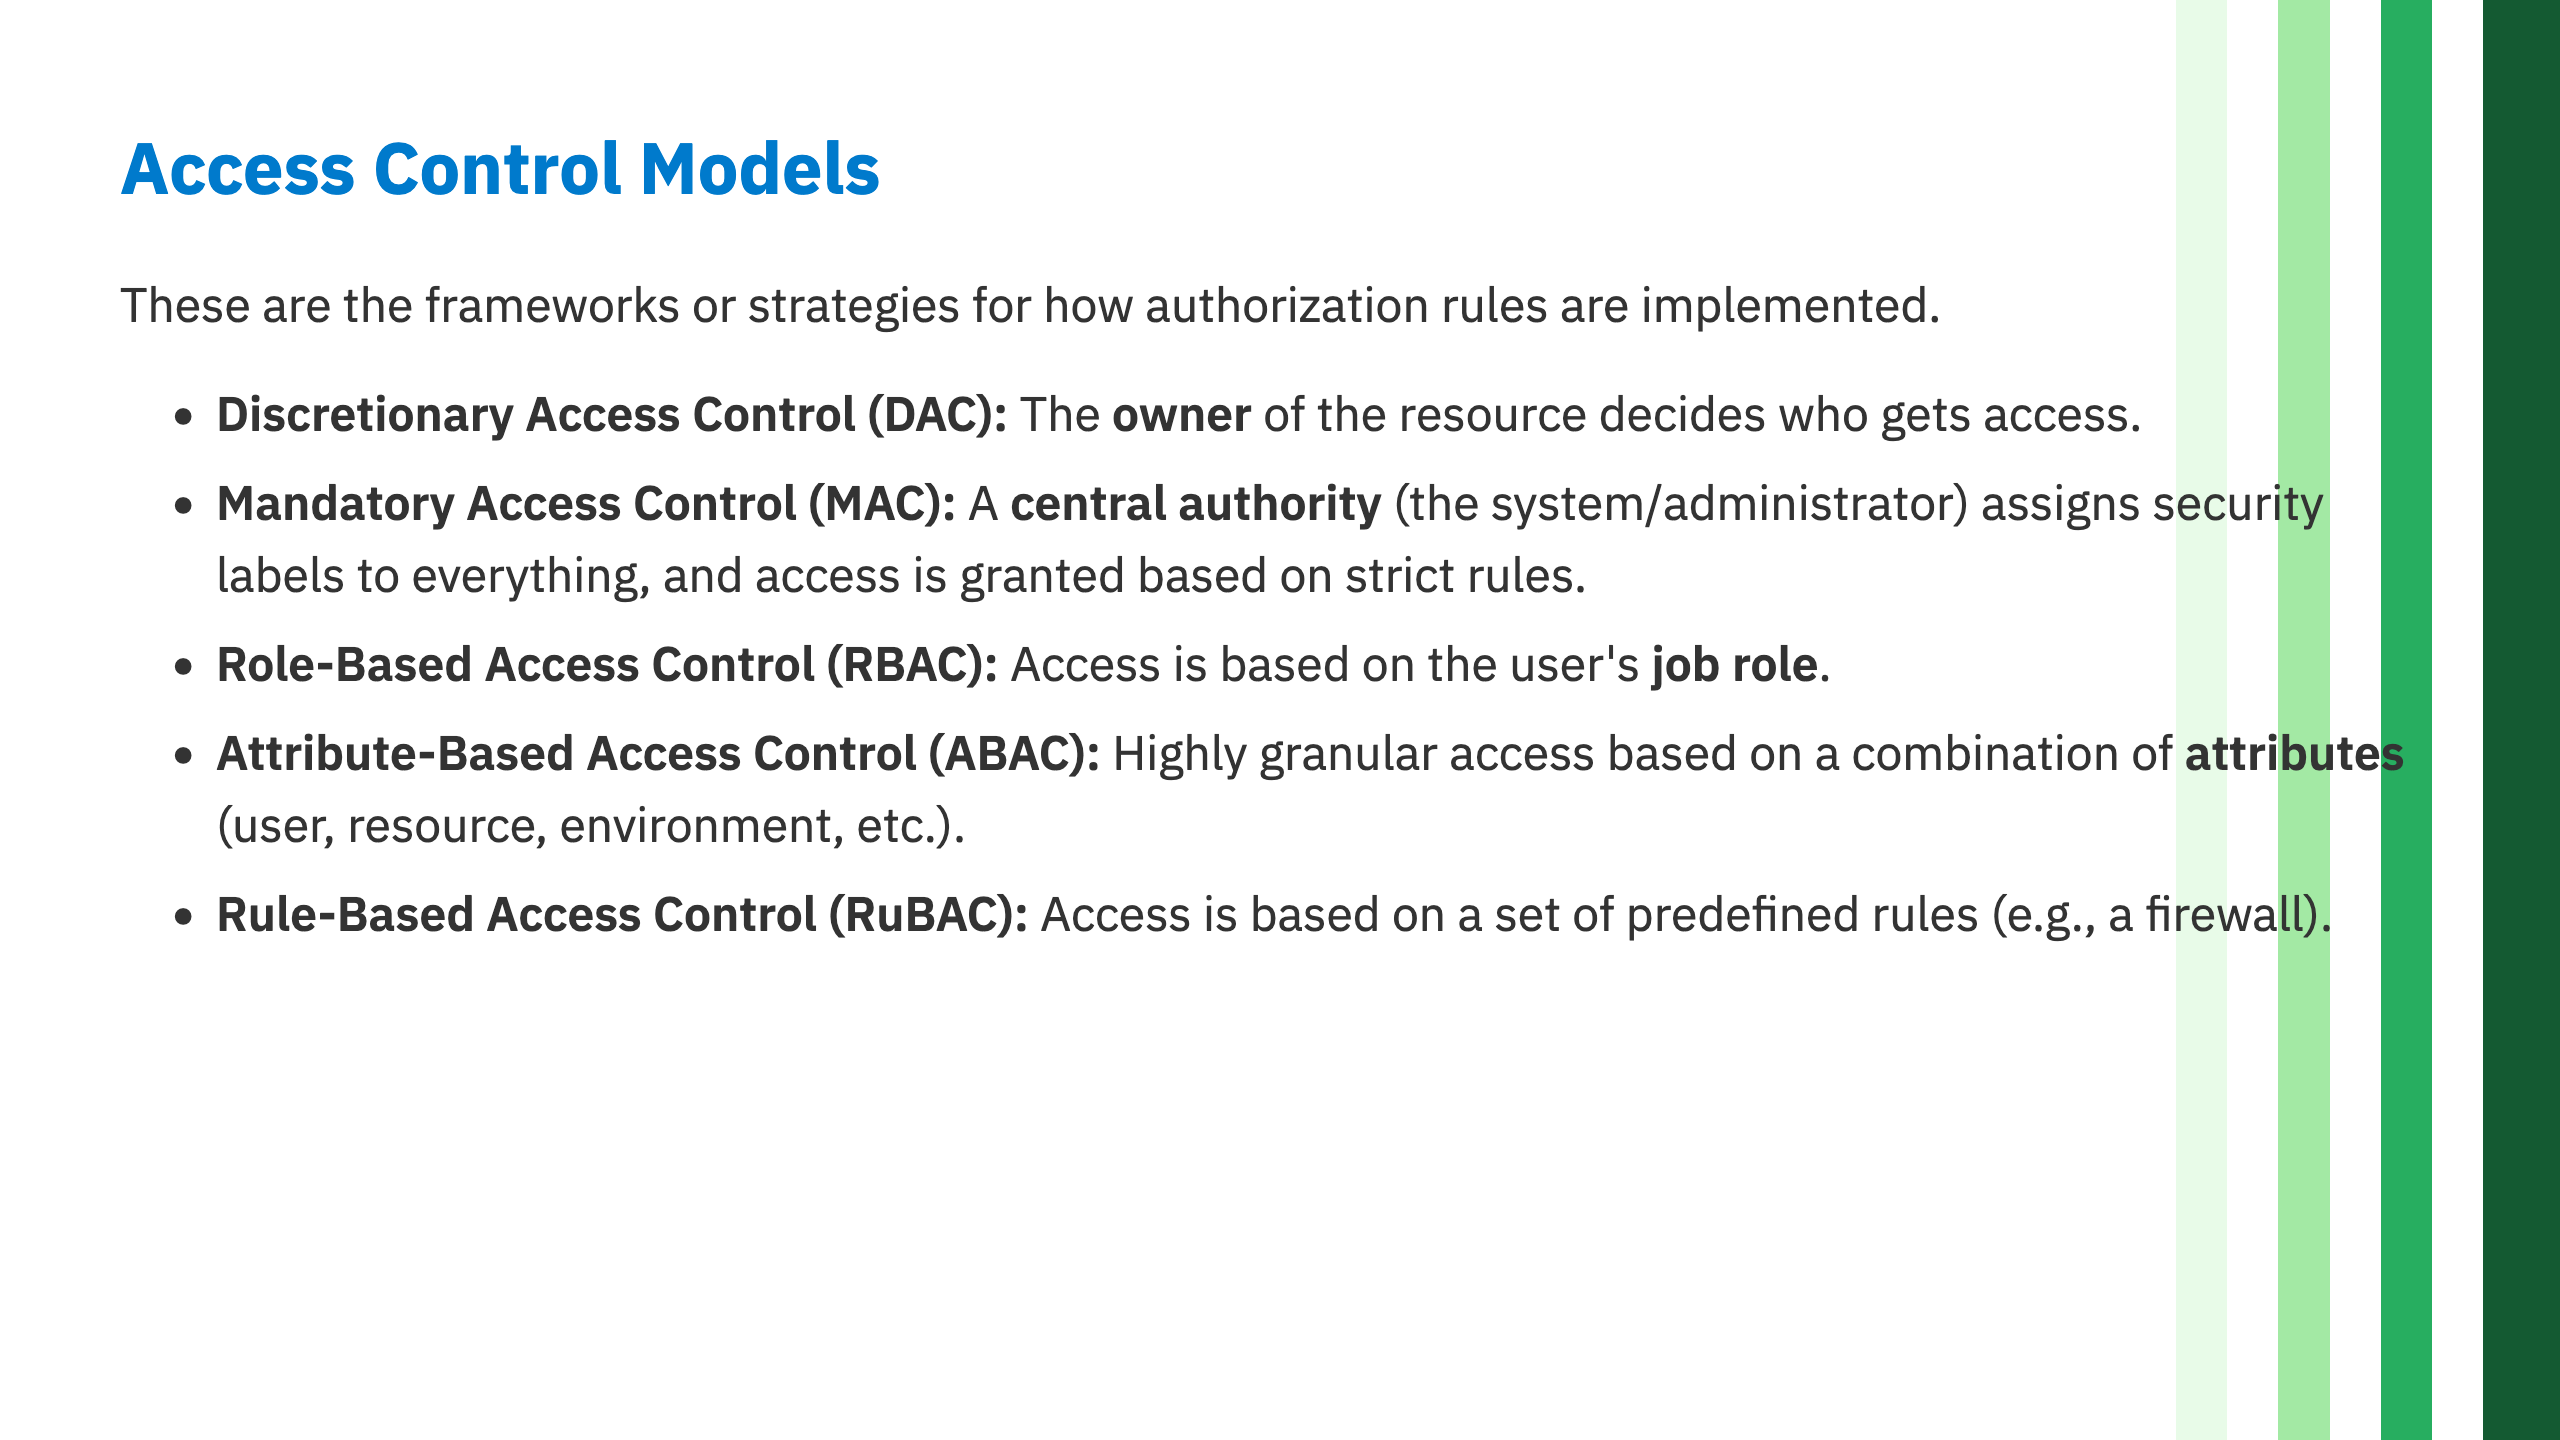 Access Control Models
These are the frameworks or strategies for how authorization rules are implemented.
• Discretionary Access Control (DAC): The owner of the resource decides who gets access.
• Mandatory Access Control (MAC): A central authority (the system/administrator) assigns security
labels to everything, and access is granted based on strict rules.
• Role-Based Access Control (RBAC): Access is based on the user's job role.
• Attribute-Based Access Control (ABAC): Highly granular access based on a combination of attributes
(user, resource, environment, etc.).
• Rule-Based Access Control (RuBAC): Access is based on a set of predefined rules (e.g., a firewall).